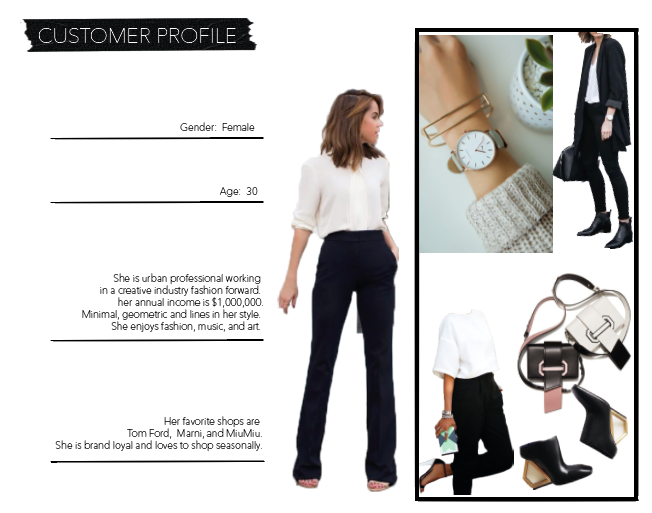 CUSTOMER PROFILE
Gender: Female
Age: 30
She is urban professional working
in a creative industry fashion forward.
her annual income is $1,000,000.
Minimal, geometric and lines in her style.
She enjoys fashion, music, and art.
Her favorite shops are
Tom Ford, Marni, and MiuMiu.
She is brand loyal and loves to shop seasonally.